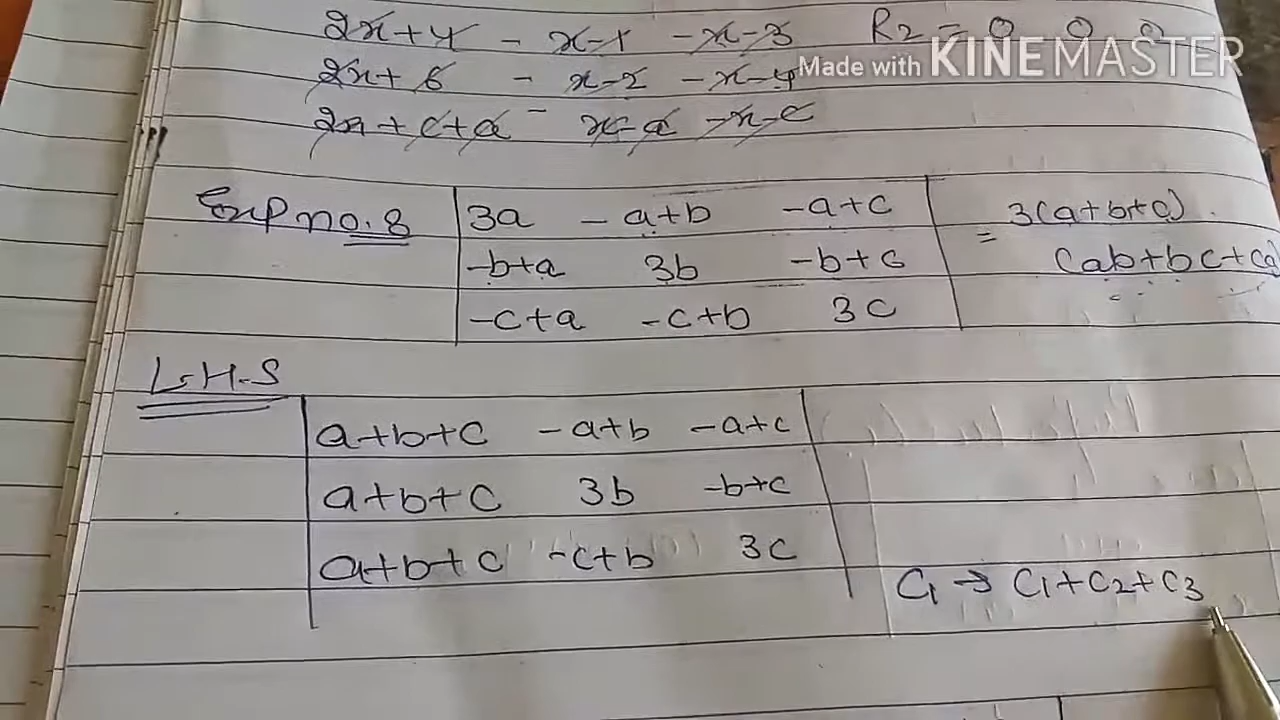 2x+4 - x-1 -x-3 R2 = 0 0 0
2x+6 - x-2 -x-4
Made with KINEMASTER
2x+c+a - x-a -x-c
Exp no.8 3a -a+b -a+c = 3(a+b+c).
-b+a 3b -b+c (ab+bc+ca)
-c+a -c+b 3c
L.H.S
a+b+c -a+b -a+c
a+b+c 3b -b+c
a+b+c -c+b 3c
C1 → C1+C2+C3